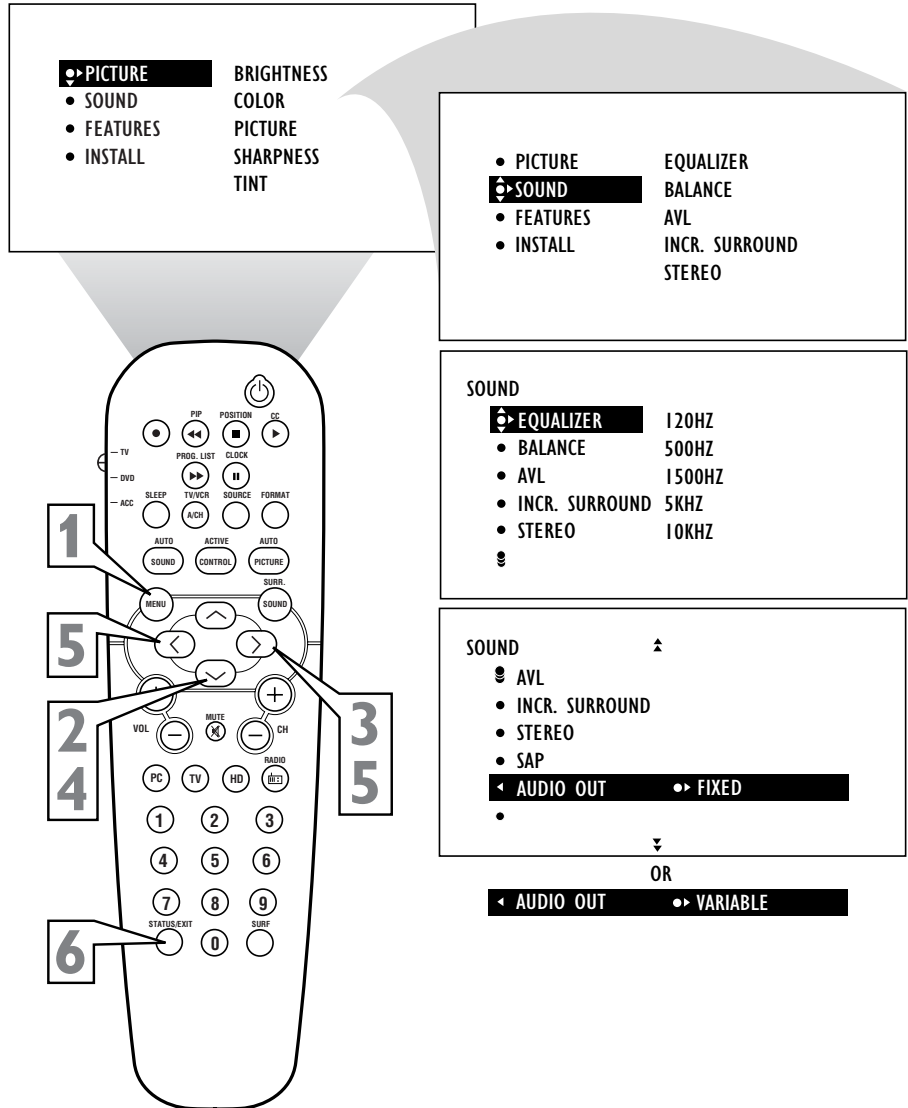 PICTURE BRIGHTNESS
SOUND COLOR
FEATURES PICTURE
INSTALL SHARPNESS
TINT
PICTURE EQUALIZER
SOUND BALANCE
FEATURES AVL
INSTALL INCR. SURROUND
STEREO
SOUND
EQUALIZER 120HZ
BALANCE 500HZ
AVL 1500HZ
INCR. SURROUND 5KHZ
STEREO 10KHZ
SOUND
AVL
INCR. SURROUND
STEREO
SAP
AUDIO OUT FIXED
OR
AUDIO OUT VARIABLE
PIP POSITION CC
TV
PROG. LIST CLOCK
DVD
ACC
SLEEP TV/VCR SOURCE FORMAT
A/CH
AUTO ACTIVE AUTO
SOUND CONTROL PICTURE
SURR.
MENU SOUND
1
5
2
4
3
5
VOL MUTE CH
RADIO
PC TV HD
1 2 3
4 5 6
7 8 9
STATUS/EXIT SURF
0
6